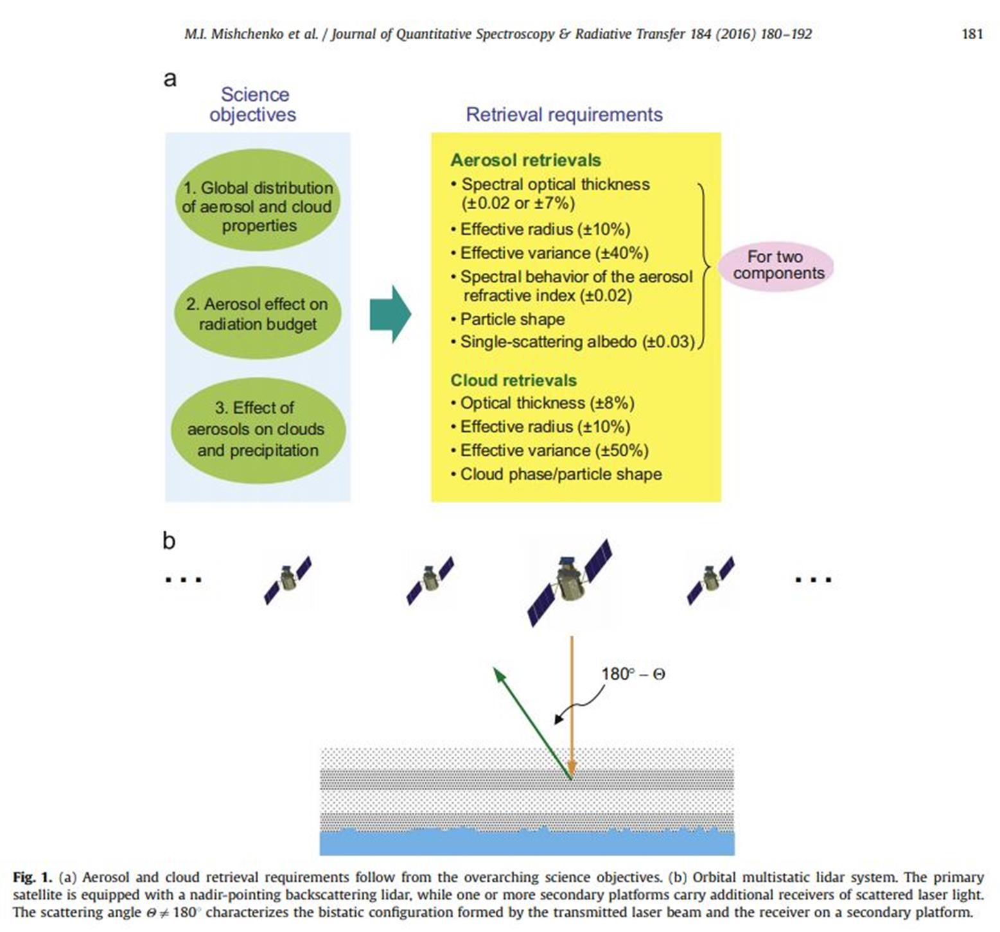 M.I. Mishchenko et al. / Journal of Quantitative Spectroscopy & Radiative Transfer 184 (2016) 180–192
181
a
Science
objectives
1. Global distribution
of aerosol and cloud
properties
2. Aerosol effect on
radiation budget
3. Effect of
aerosols on clouds
and precipitation
Retrieval requirements
Aerosol retrievals
• Spectral optical thickness
(±0.02 or ±7%)
• Effective radius (±10%)
• Effective variance (±40%)
• Spectral behavior of the aerosol
refractive index (±0.02)
• Particle shape
• Single-scattering albedo (±0.03)
For two
components
Cloud retrievals
• Optical thickness (±8%)
• Effective radius (±10%)
• Effective variance (±50%)
• Cloud phase/particle shape
b
...
...
180° – Θ
Fig. 1. (a) Aerosol and cloud retrieval requirements follow from the overarching science objectives. (b) Orbital multistatic lidar system. The primary
satellite is equipped with a nadir-pointing backscattering lidar, while one or more secondary platforms carry additional receivers of scattered laser light.
The scattering angle Θ ≠ 180° characterizes the bistatic configuration formed by the transmitted laser beam and the receiver on a secondary platform.